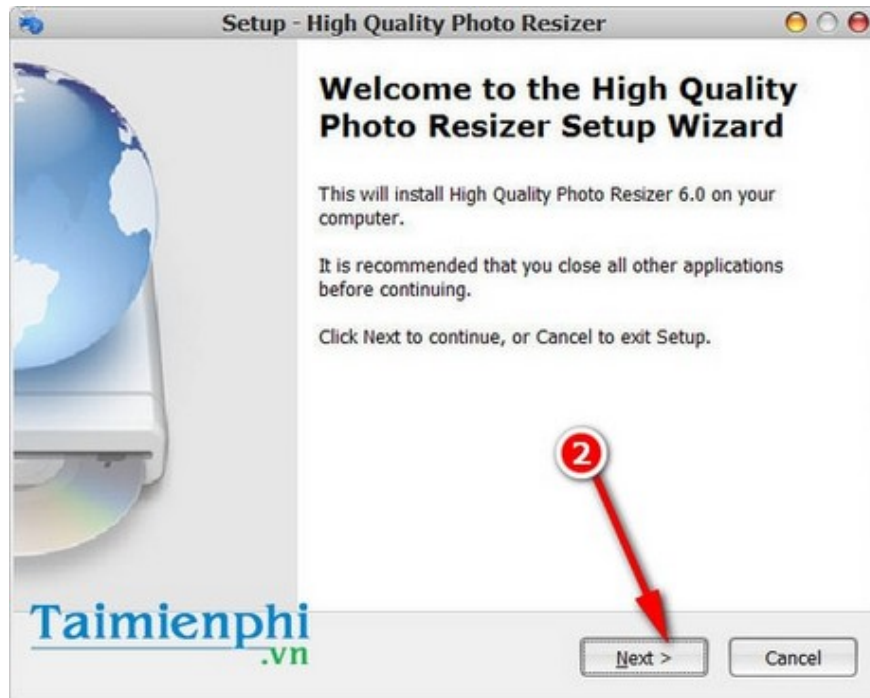 Setup - High Quality Photo Resizer
Welcome to the High Quality
Photo Resizer Setup Wizard
This will install High Quality Photo Resizer 6.0 on your
computer.
It is recommended that you close all other applications
before continuing.
Click Next to continue, or Cancel to exit Setup.
2
Taimienphi
.vn
Next >
Cancel